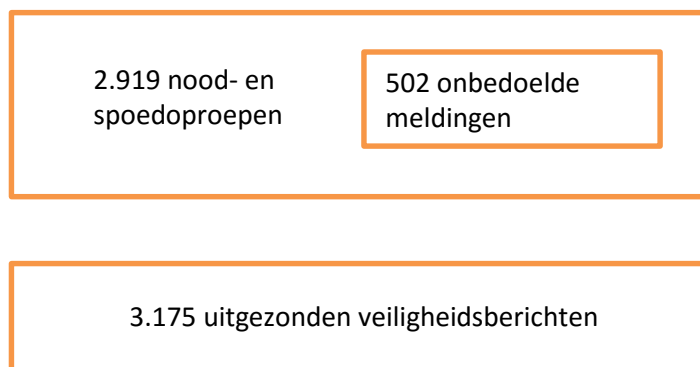 2.919 nood- en
spoedoproepen
502 onbedoelde
meldingen
3.175 uitgezonden veiligheidsberichten